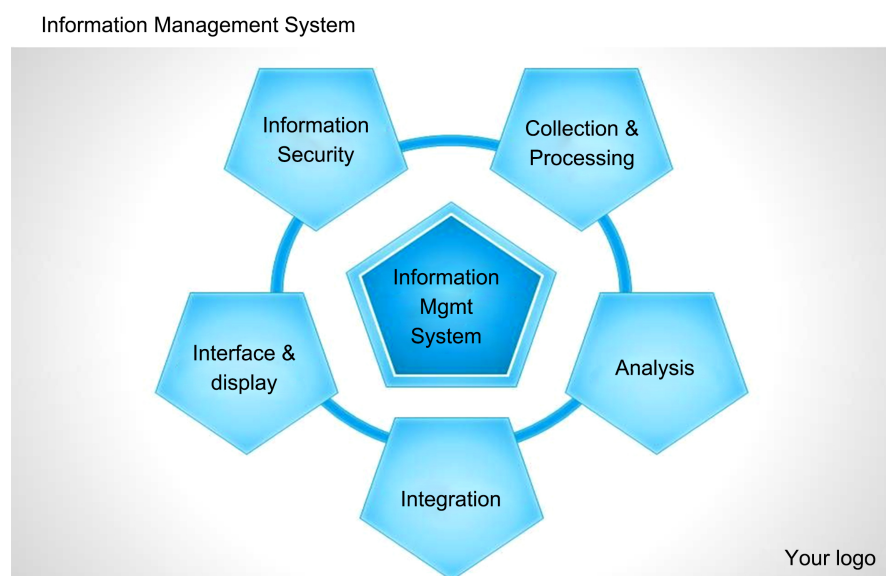 Information Management System
Information
Security
Collection &
Processing
Information
Mgmt
System
Interface &
display
Analysis
Integration
Your logo